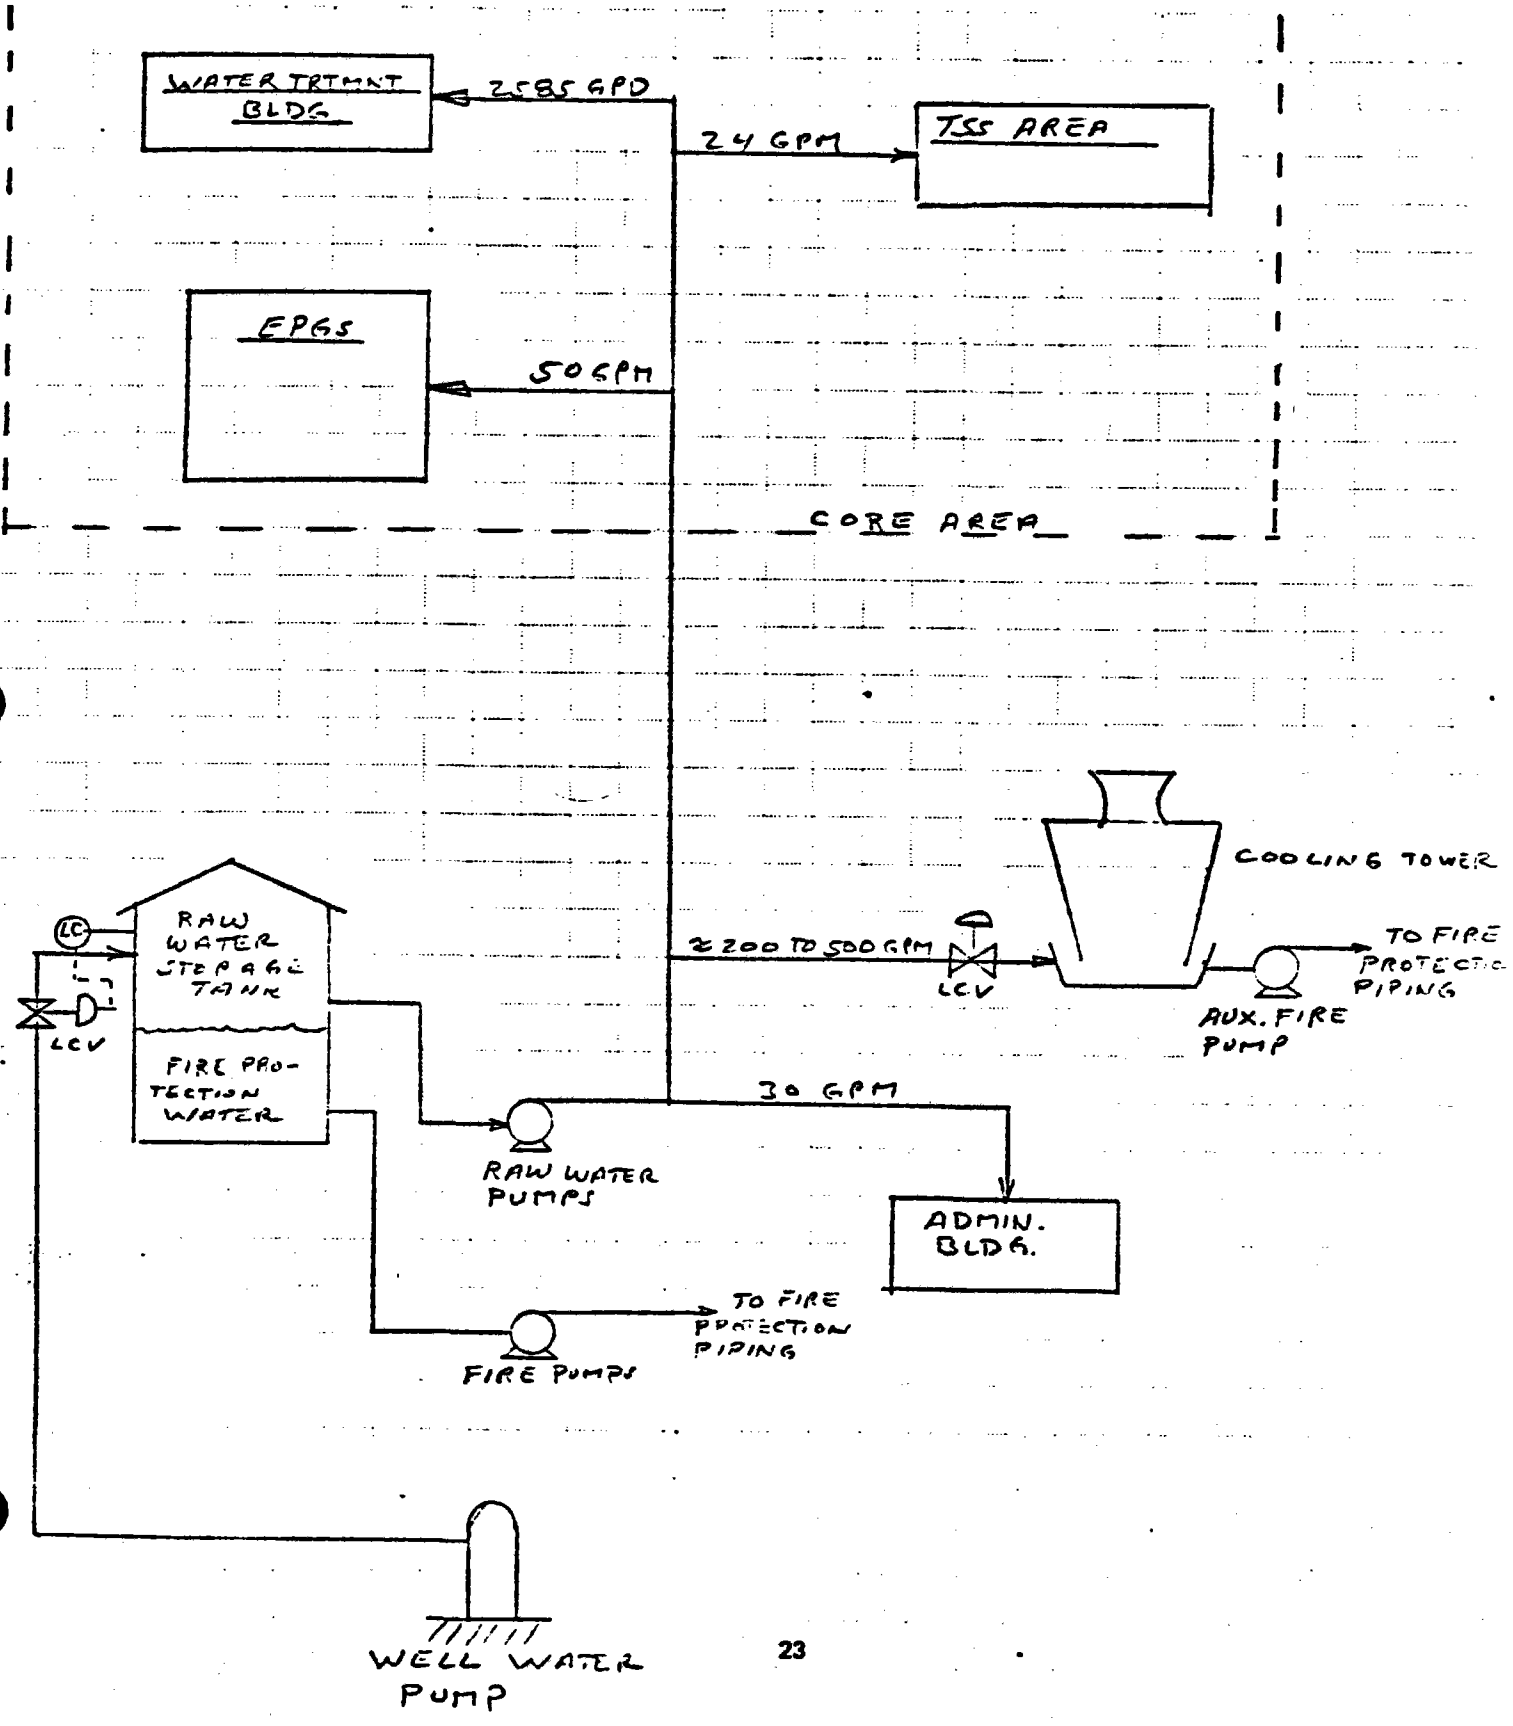 WATER TRTMNT
BLDG
2585 GPD
24 GPM
TSS AREA
EPGS
50 GPM
CORE AREA
COOLING TOWER
LC
RAW
WATER
STORAGE
TANK
LCV
≈ 200 TO 500 GPM
LCV
TO FIRE
PROTECTIO
PIPING
AUX. FIRE
PUMP
FIRE PRO-
TECTION
WATER
30 GPM
RAW WATER
PUMPS
ADMIN.
BLDG.
TO FIRE
PROTECTION
PIPING
FIRE PUMPS
23
WELL WATER
PUMP